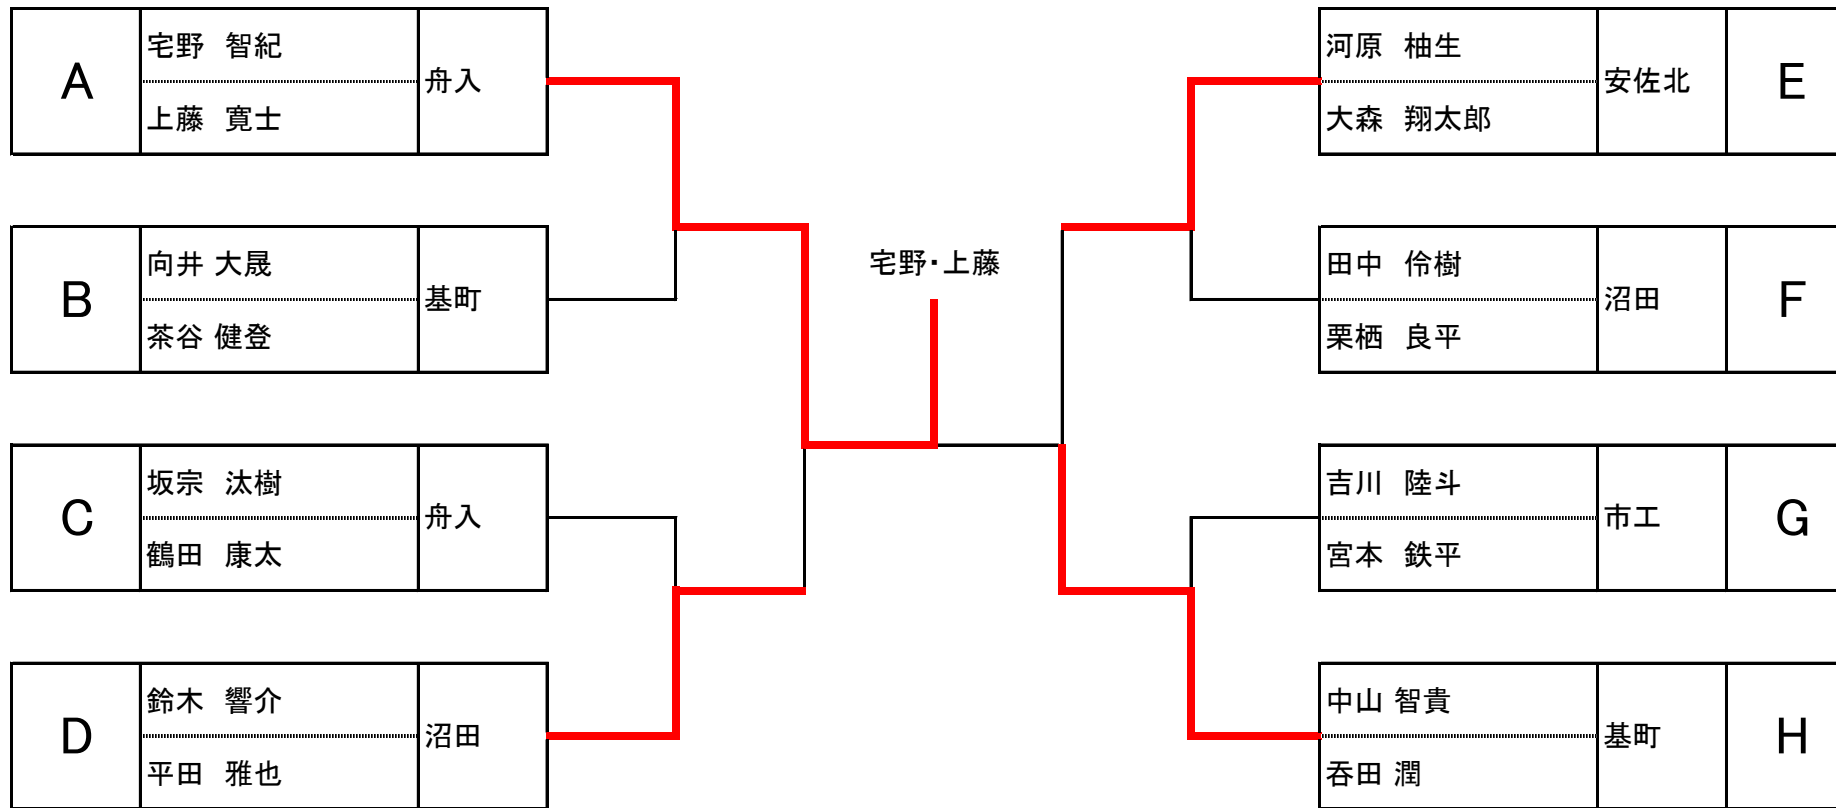 A
宅野　智紀
上藤　寛士
舟入
B
向井 大晟
茶谷 健登
基町
C
坂宗　汰樹
鶴田　康太
舟入
D
鈴木　響介
平田　雅也
沼田
宅野・上藤
河原　柚生
大森　翔太郎
安佐北
E
田中　伶樹
栗栖　良平
沼田
F
吉川　陸斗
宮本　鉄平
市工
G
中山 智貴
呑田 潤
基町
H